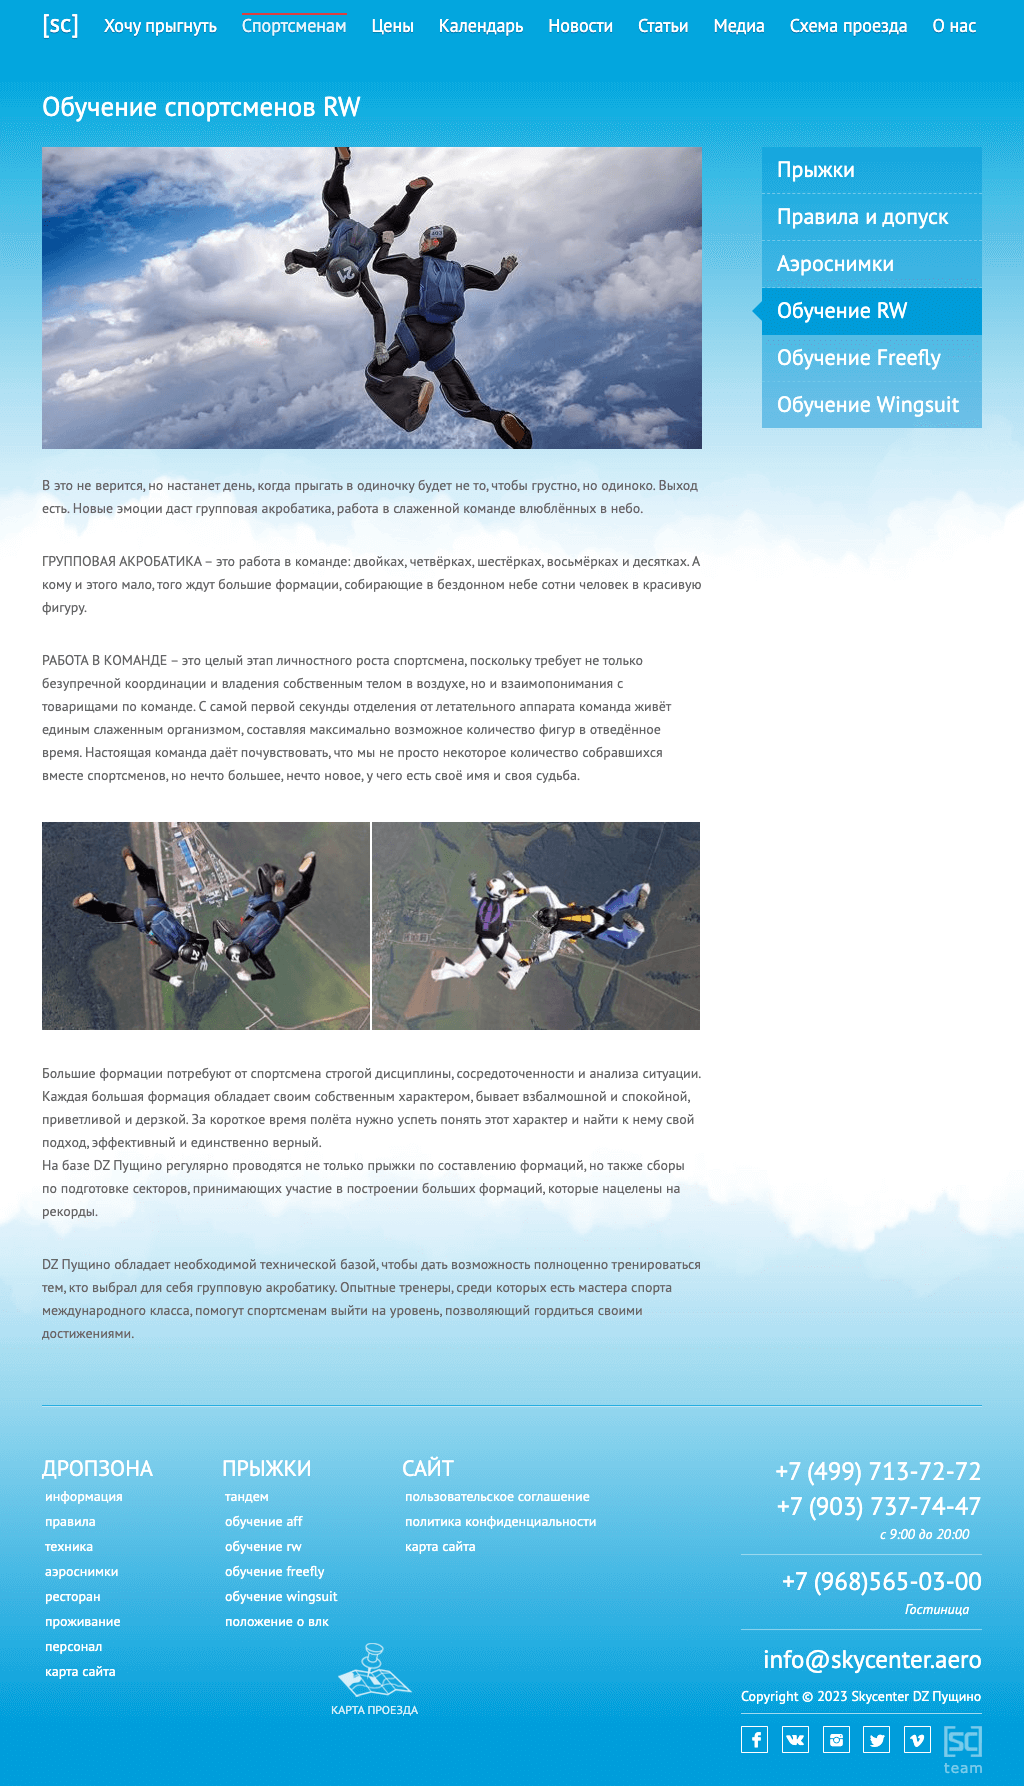 [sc] Хочу прыгнуть Спортсменам Цены Календарь Новости Статьи Медиа Схема проезда О нас
Обучение спортсменов RW
Прыжки
Правила и допуск
Аэроснимки
Обучение RW
Обучение Freefly
Обучение Wingsuit
21
403
В это не верится, но настанет день, когда прыгать в одиночку будет не то, чтобы грустно, но одиноко. Выход
есть. Новые эмоции даст групповая акробатика, работа в слаженной команде влюблённых в небо.
ГРУППОВАЯ АКРОБАТИКА – это работа в команде: двойках, четвёрках, шестёрках, восьмёрках и десятках. А
кому и этого мало, того ждут большие формации, собирающие в бездонном небе сотни человек в красивую
фигуру.
РАБОТА В КОМАНДЕ – это целый этап личностного роста спортсмена, поскольку требует не только
безупречной координации и владения собственным телом в воздухе, но и взаимопонимания с
товарищами по команде. С самой первой секунды отделения от летательного аппарата команда живёт
единым слаженным организмом, составляя максимально возможное количество фигур в отведённое
время. Настоящая команда даёт почувствовать, что мы не просто некоторое количество собравшихся
вместе спортсменов, но нечто большее, нечто новое, у чего есть своё имя и своя судьба.
Большие формации потребуют от спортсмена строгой дисциплины, сосредоточенности и анализа ситуации.
Каждая большая формация обладает своим собственным характером, бывает взбалмошной и спокойной,
приветливой и дерзкой. За короткое время полёта нужно успеть понять этот характер и найти к нему свой
подход, эффективный и единственно верный.
На базе DZ Пущино регулярно проводятся не только прыжки по составлению формаций, но также сборы
по подготовке секторов, принимающих участие в построении больших формаций, которые нацелены на
рекорды.
DZ Пущино обладает необходимой технической базой, чтобы дать возможность полноценно тренироваться
тем, кто выбрал для себя групповую акробатику. Опытные тренеры, среди которых есть мастера спорта
международного класса, помогут спортсменам выйти на уровень, позволяющий гордиться своими
достижениями.
ДРОПЗОНА
информация
правила
техника
аэроснимки
ресторан
проживание
персонал
карта сайта
ПРЫЖКИ
тандем
обучение aff
обучение rw
обучение freefly
обучение wingsuit
положение о влк
САЙТ
пользовательское соглашение
политика конфиденциальности
карта сайта
КАРТА ПРОЕЗДА
+7 (499) 713-72-72
+7 (903) 737-74-47
с 9:00 до 20:00
+7 (968)565-03-00
Гостиница
info@skycenter.aero
Copyright © 2023 Skycenter DZ Пущино
[sc]
team